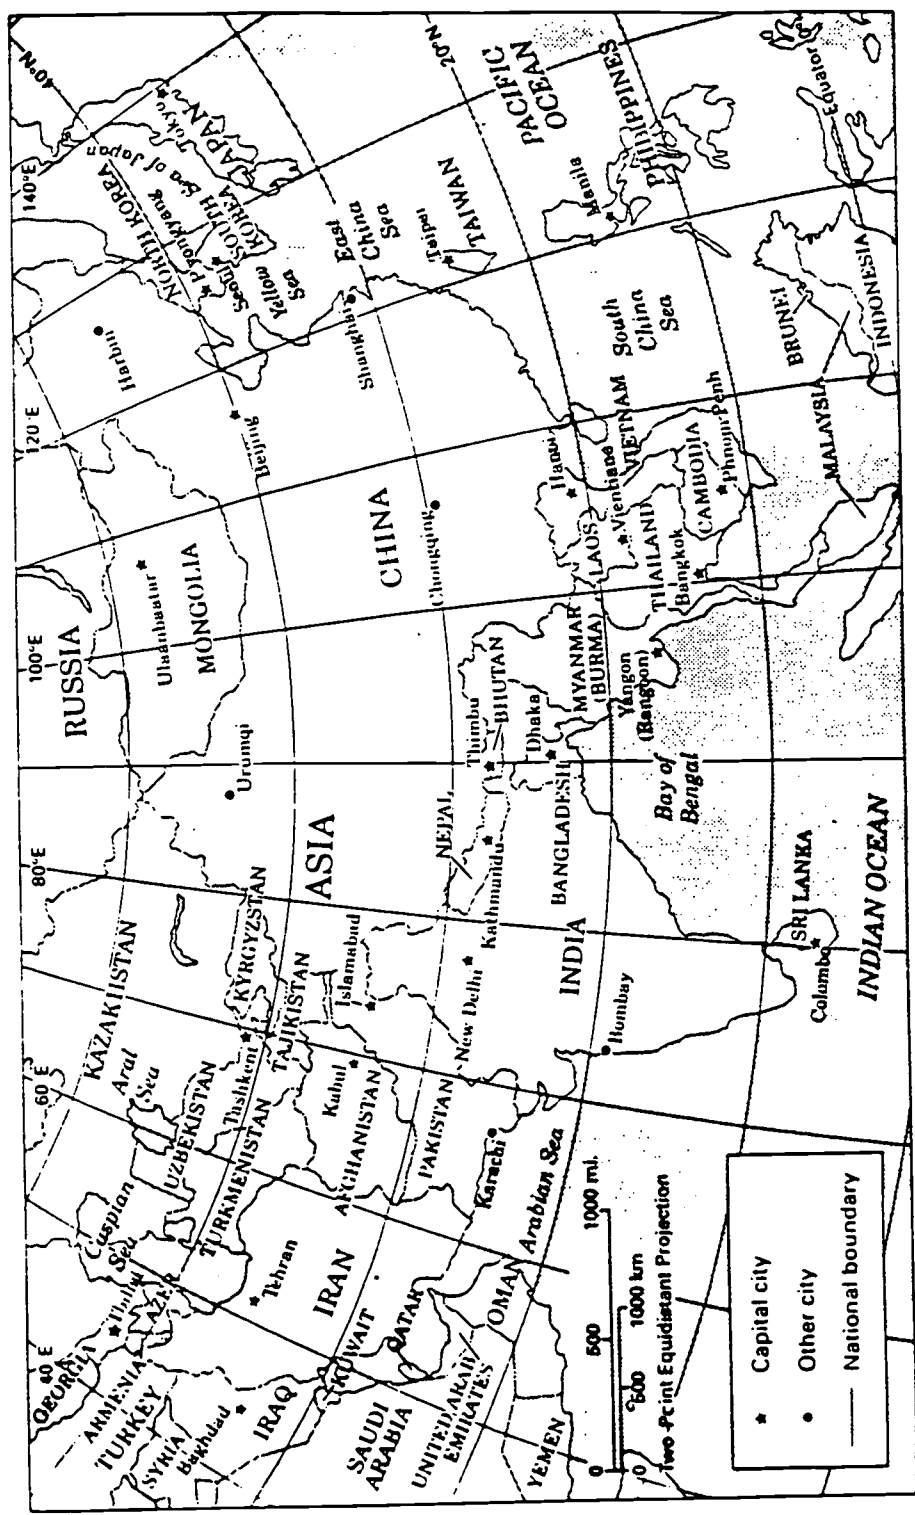 40°N
140°E
120°E
100°E
80°E
60°E
40 E
20°N
Equator
RUSSIA
KAZAKHSTAN
Aral
Sea
Caspian
Sea
GEORGIA
ARMENIA
AZER
TURKEY
SYRIA
Baghdad
IRAQ
KUWAIT
SAUDI
ARABIA
QATAR
UNITED ARAB
EMIRATES
OMAN
YEMEN
Tehran
IRAN
TURKMENISTAN
UZBEKISTAN
Tashkent
KYRGYZSTAN
TAJIKISTAN
Kabul
AFGHANISTAN
Islamabad
PAKISTAN
Karachi
Arabian Sea
ASIA
Urumqi
Ulaanbaatar
MONGOLIA
Harbin
Beijing
CHINA
Chongqing
Shanghai
NORTH KOREA
Pyongyang
Seoul
SOUTH
KOREA
Sea of Japan
Tokyo
JAPAN
Yellow
Sea
East
China
Sea
Taipei
TAIWAN
PACIFIC
OCEAN
PHILIPPINES
Manila
South
China
Sea
NEPAL
Kathmandu
New Delhi
INDIA
Bombay
Thimbu
BHUTAN
Dhaka
BANGLADESH
MYANMAR
(BURMA)
Yangon
(Rangoon)
LAOS
Vientiane
Hanoi
VIETNAM
THAILAND
Bangkok
CAMBODIA
Phnom Penh
BRUNEI
MALAYSIA
INDONESIA
Bay of
Bengal
SRI LANKA
Columbo
INDIAN OCEAN
0 500 1000 mi.
0 500 1000 km
Two-Point Equidistant Projection
Capital city
Other city
National boundary